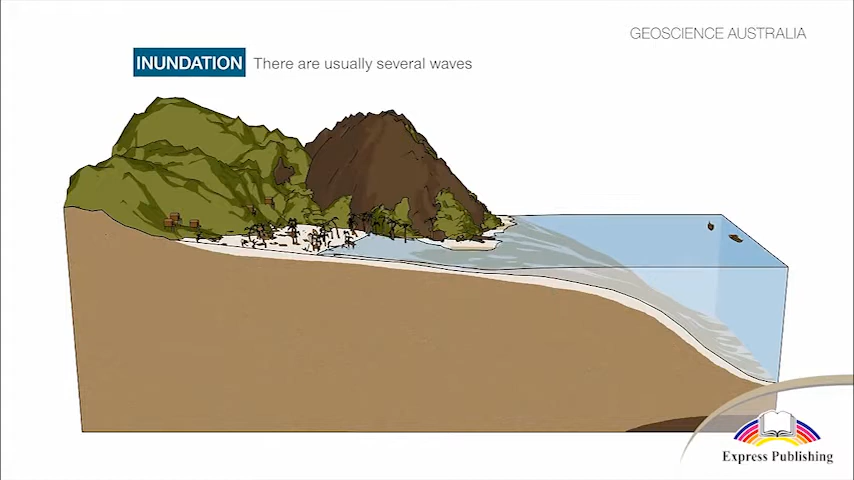 GEOSCIENCE AUSTRALIA
INUNDATION There are usually several waves
Express Publishing